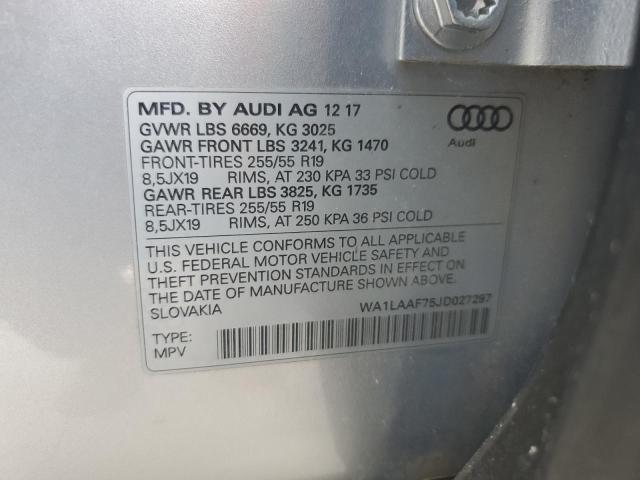 MFD. BY AUDI AG 12 17
GVWR LBS 6669, KG 3025
GAWR FRONT LBS 3241, KG 1470
FRONT-TIRES 255/55 R19
8,5JX19 RIMS, AT 230 KPA 33 PSI COLD
GAWR REAR LBS 3825, KG 1735
REAR-TIRES 255/55 R19
8,5JX19 RIMS, AT 250 KPA 36 PSI COLD
Audi
THIS VEHICLE CONFORMS TO ALL APPLICABLE
U.S. FEDERAL MOTOR VEHICLE SAFETY AND
THEFT PREVENTION STANDARDS IN EFFECT ON
THE DATE OF MANUFACTURE SHOWN ABOVE.
SLOVAKIA WA1LAAF75JD027297
TYPE:
MPV